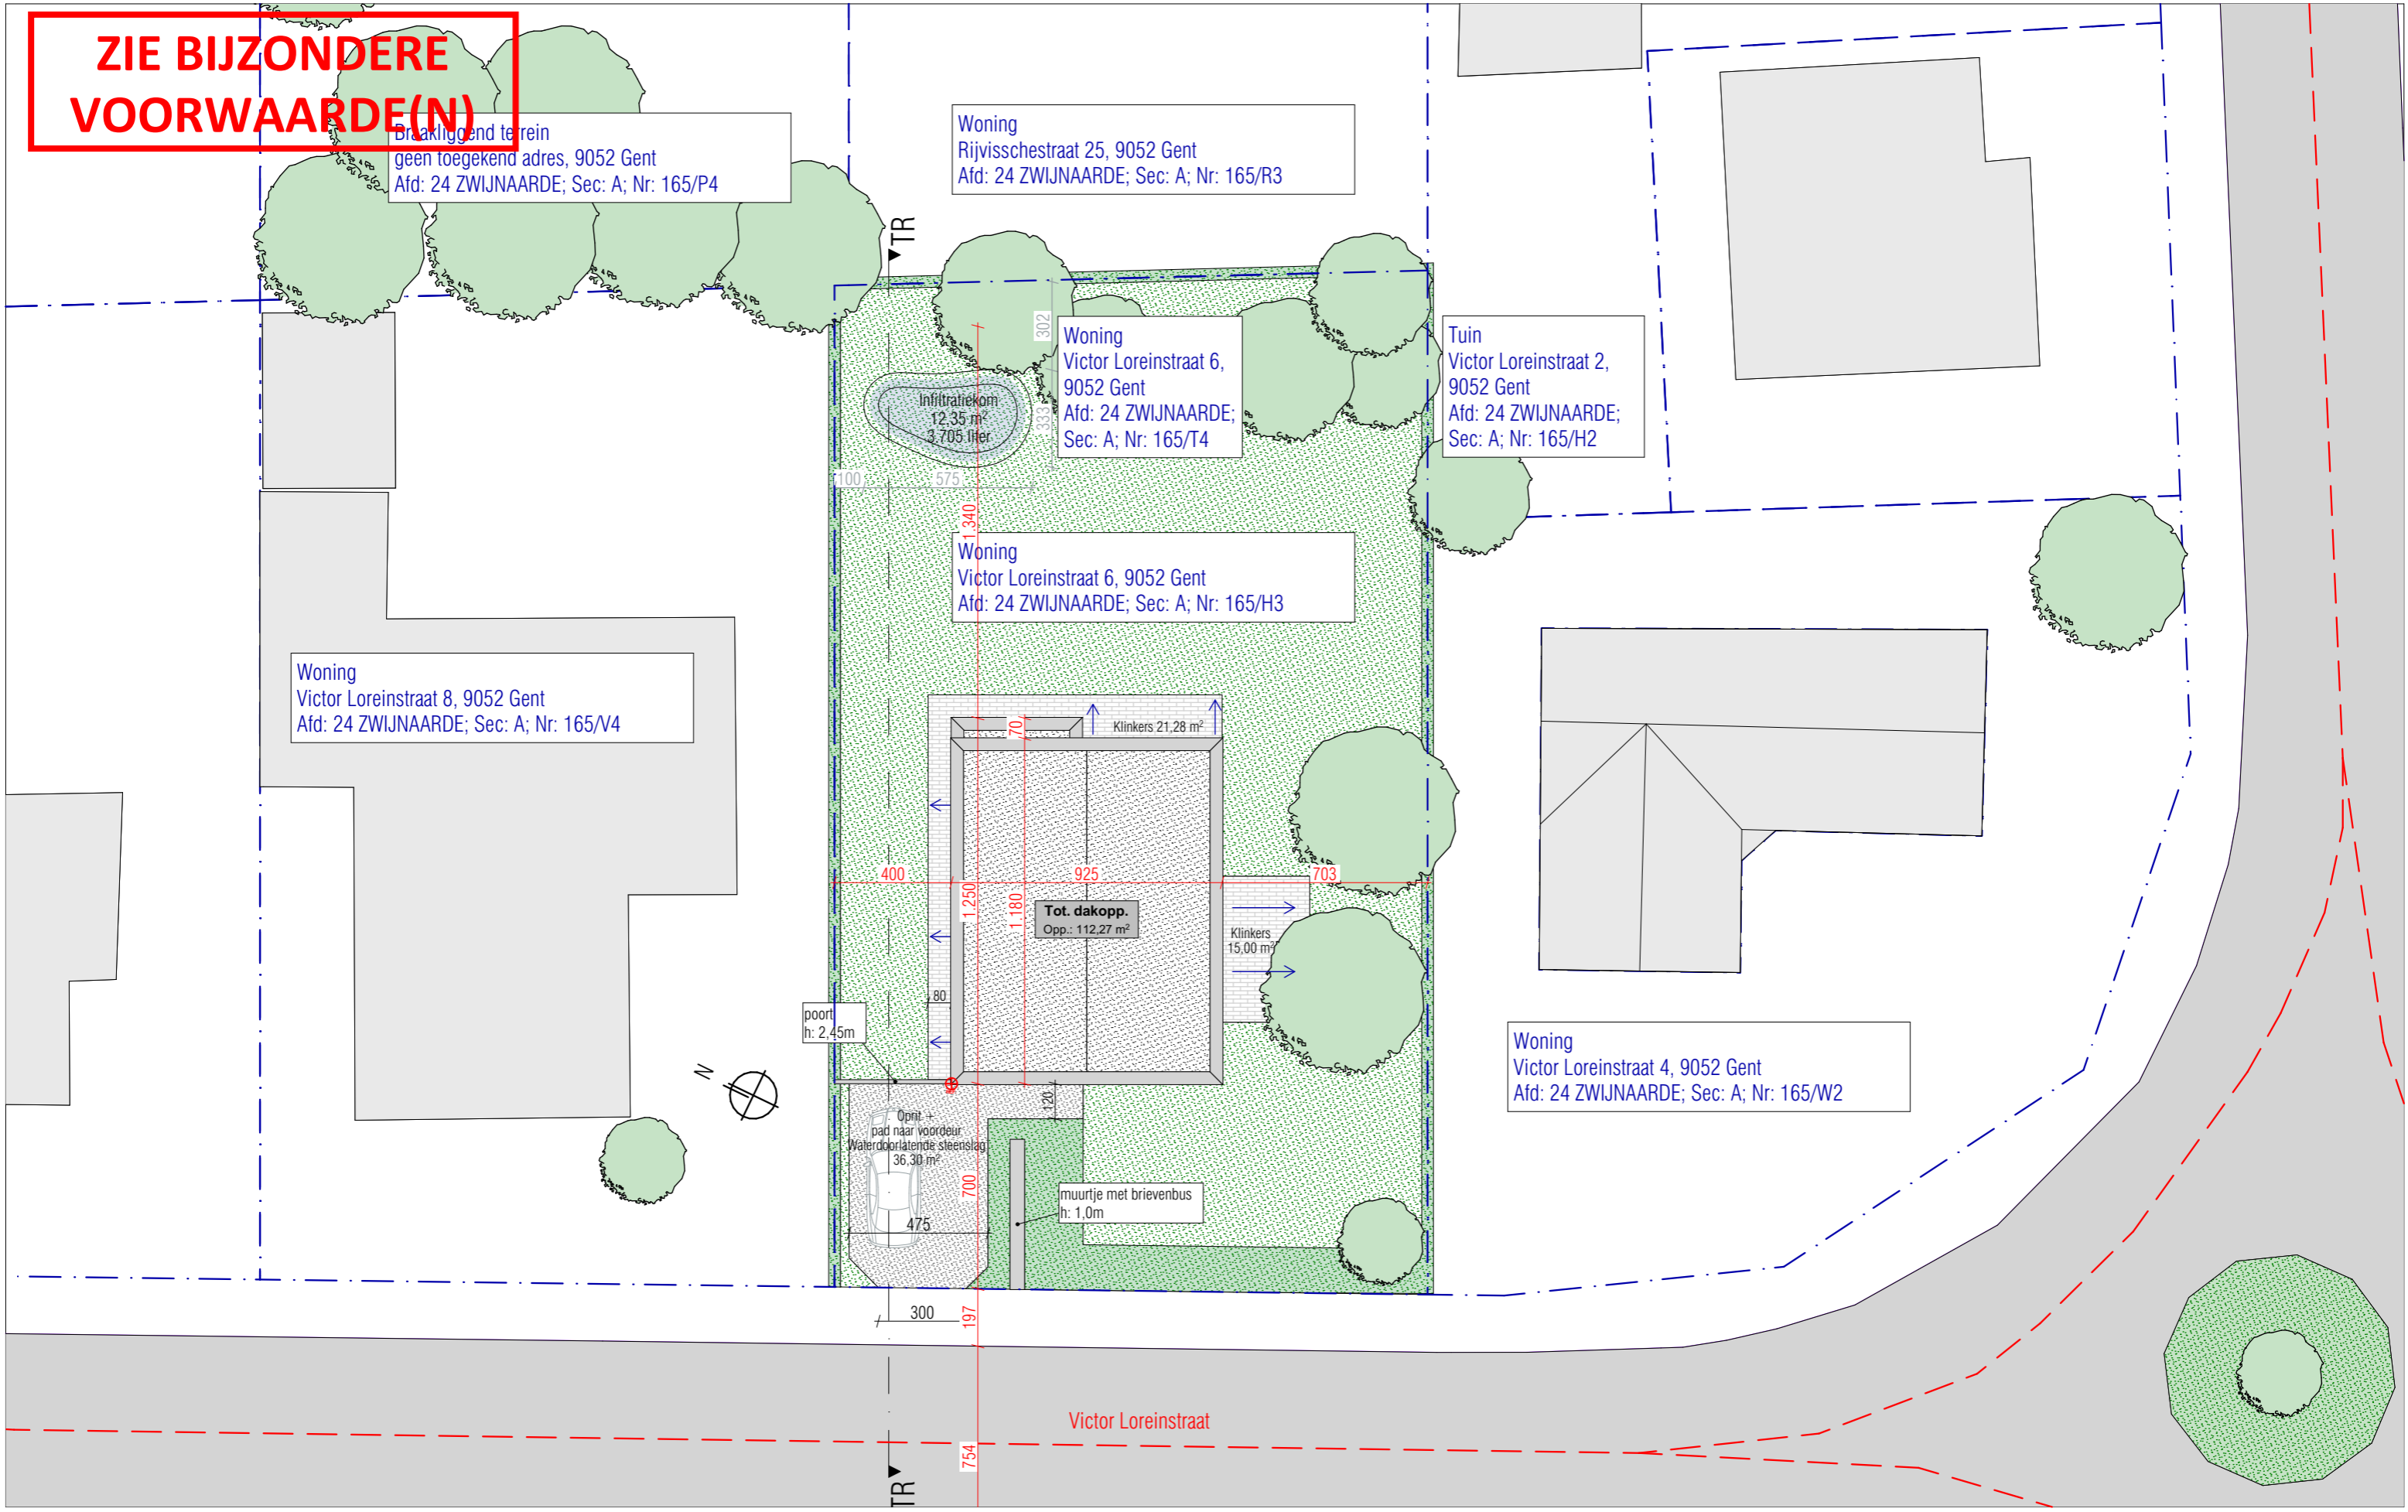 ZIE BIJZONDERE
VOORWAARDE(N)
Braakliggend terrein
geen toegekend adres, 9052 Gent
Afd: 24 ZWIJNAARDE; Sec: A; Nr: 165/P4
Woning
Rijvisschestraat 25, 9052 Gent
Afd: 24 ZWIJNAARDE; Sec: A; Nr: 165/R3
TR
302
Woning
Victor Loreinstraat 6,
9052 Gent
Afd: 24 ZWIJNAARDE;
Sec: A; Nr: 165/T4
Tuin
Victor Loreinstraat 2,
9052 Gent
Afd: 24 ZWIJNAARDE;
Sec: A; Nr: 165/H2
Infiltratiekom
12,35 m²
3.705 liter
333
100
575
1.340
Woning
Victor Loreinstraat 6, 9052 Gent
Afd: 24 ZWIJNAARDE; Sec: A; Nr: 165/H3
Woning
Victor Loreinstraat 8, 9052 Gent
Afd: 24 ZWIJNAARDE; Sec: A; Nr: 165/V4
70
Klinkers 21,28 m²
400
925
703
1.250
1.180
Tot. dakopp.
Opp.: 112,27 m²
Klinkers
15,00 m²
80
poort
h: 2,45m
N
Woning
Victor Loreinstraat 4, 9052 Gent
Afd: 24 ZWIJNAARDE; Sec: A; Nr: 165/W2
120
Oprit +
pad naar voordeur
Waterdoorlatende steenslag
36,30 m²
700
muurtje met brievenbus
h: 1,0m
475
300
197
Victor Loreinstraat
754
TR